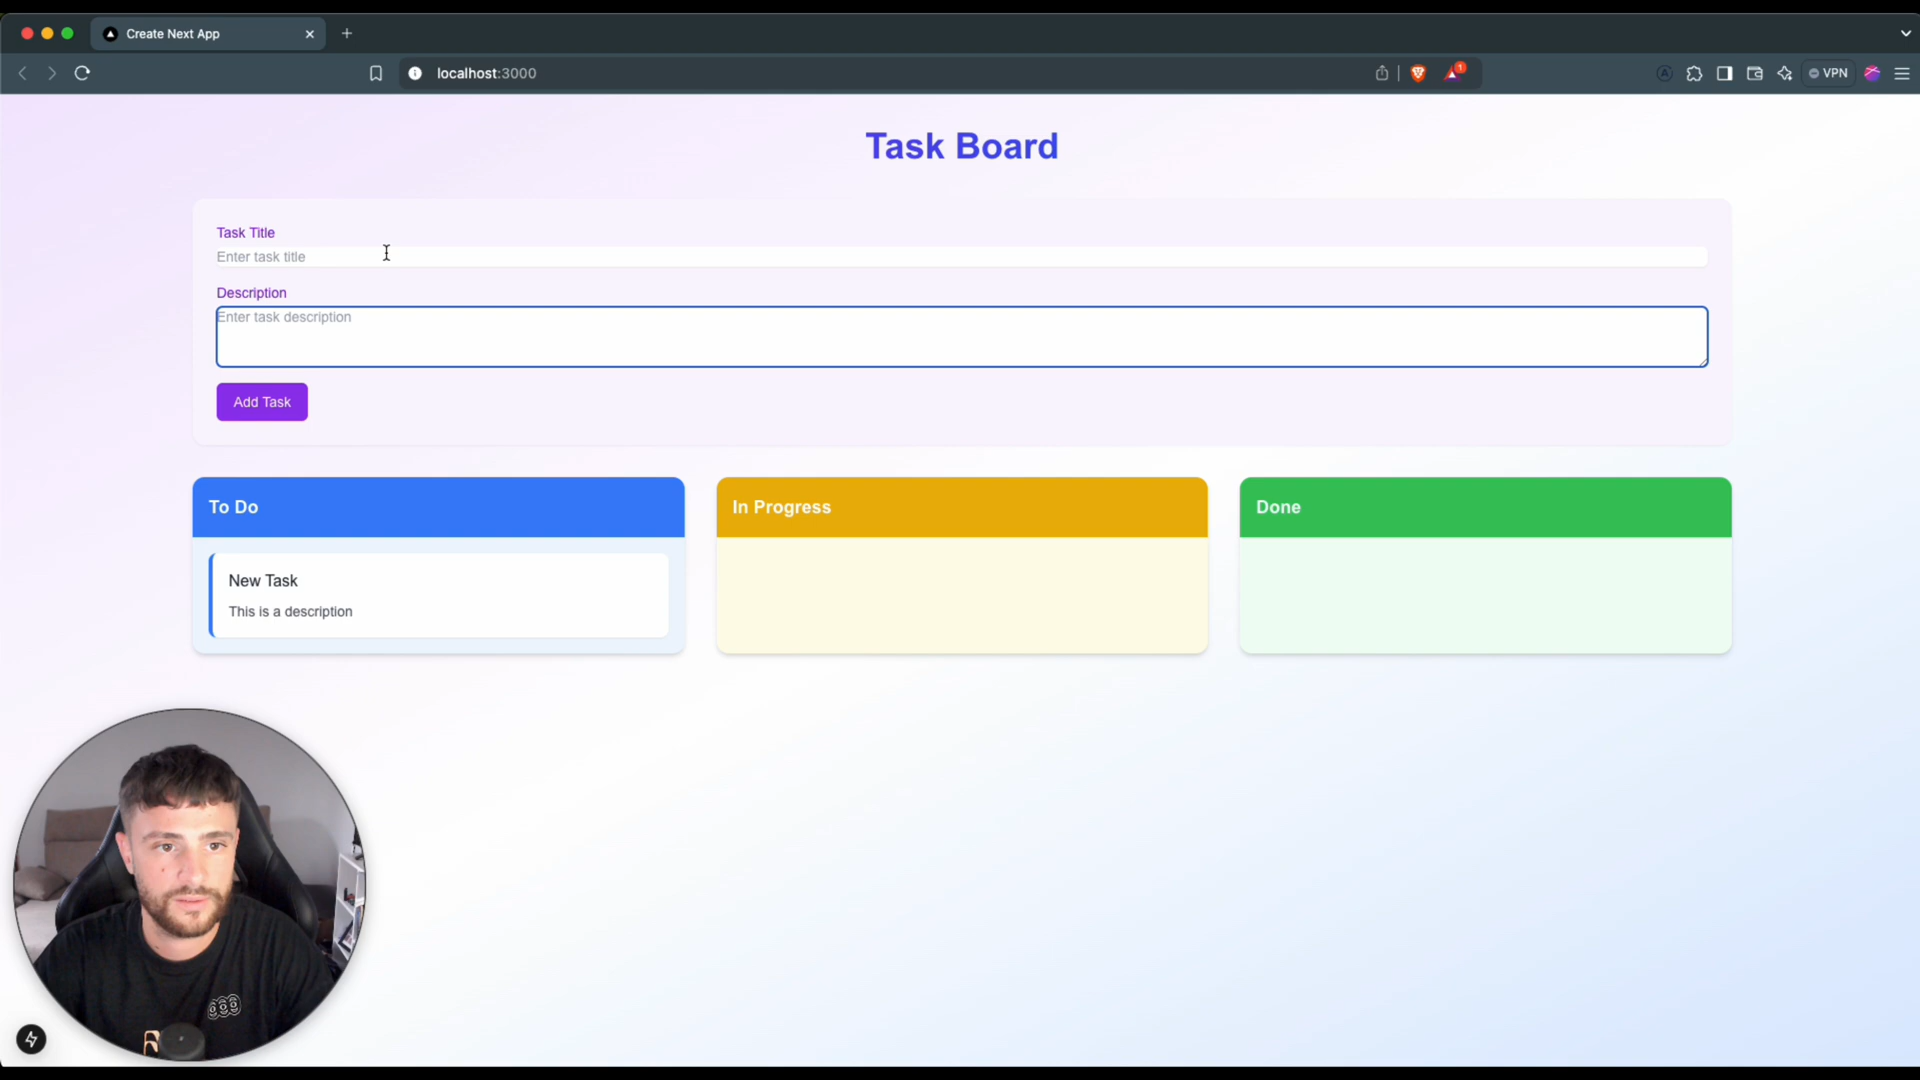 Create Next App
localhost:3000
1
VPN
Task Board
Task Title
Enter task title
Description
Enter task description
Add Task
To Do
In Progress
Done
New Task
This is a description